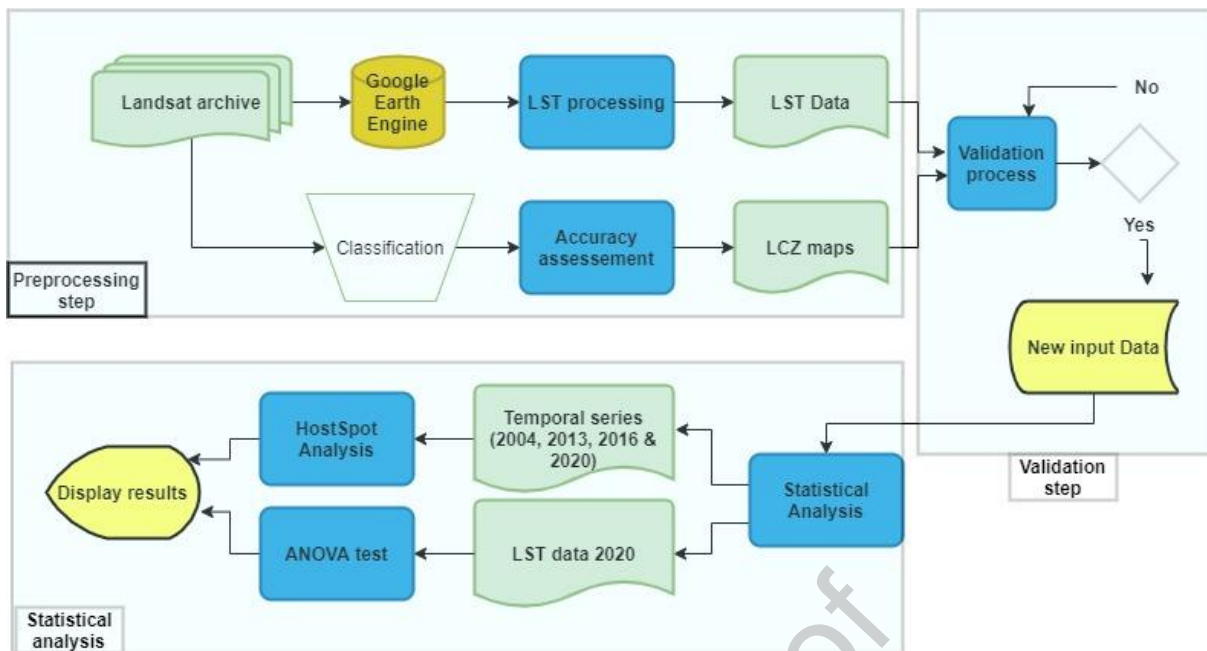 Landsat archive
Google
Earth
Engine
LST processing
LST Data
No
Validation
process
Classification
Accuracy
assessement
LCZ maps
Yes
Preprocessing
step
New input Data
HostSpot
Analysis
Temporal series
(2004, 2013, 2016 &
2020)
Validation
step
Display results
Statistical
Analysis
ANOVA test
LST data 2020
Statistical
analysis
of